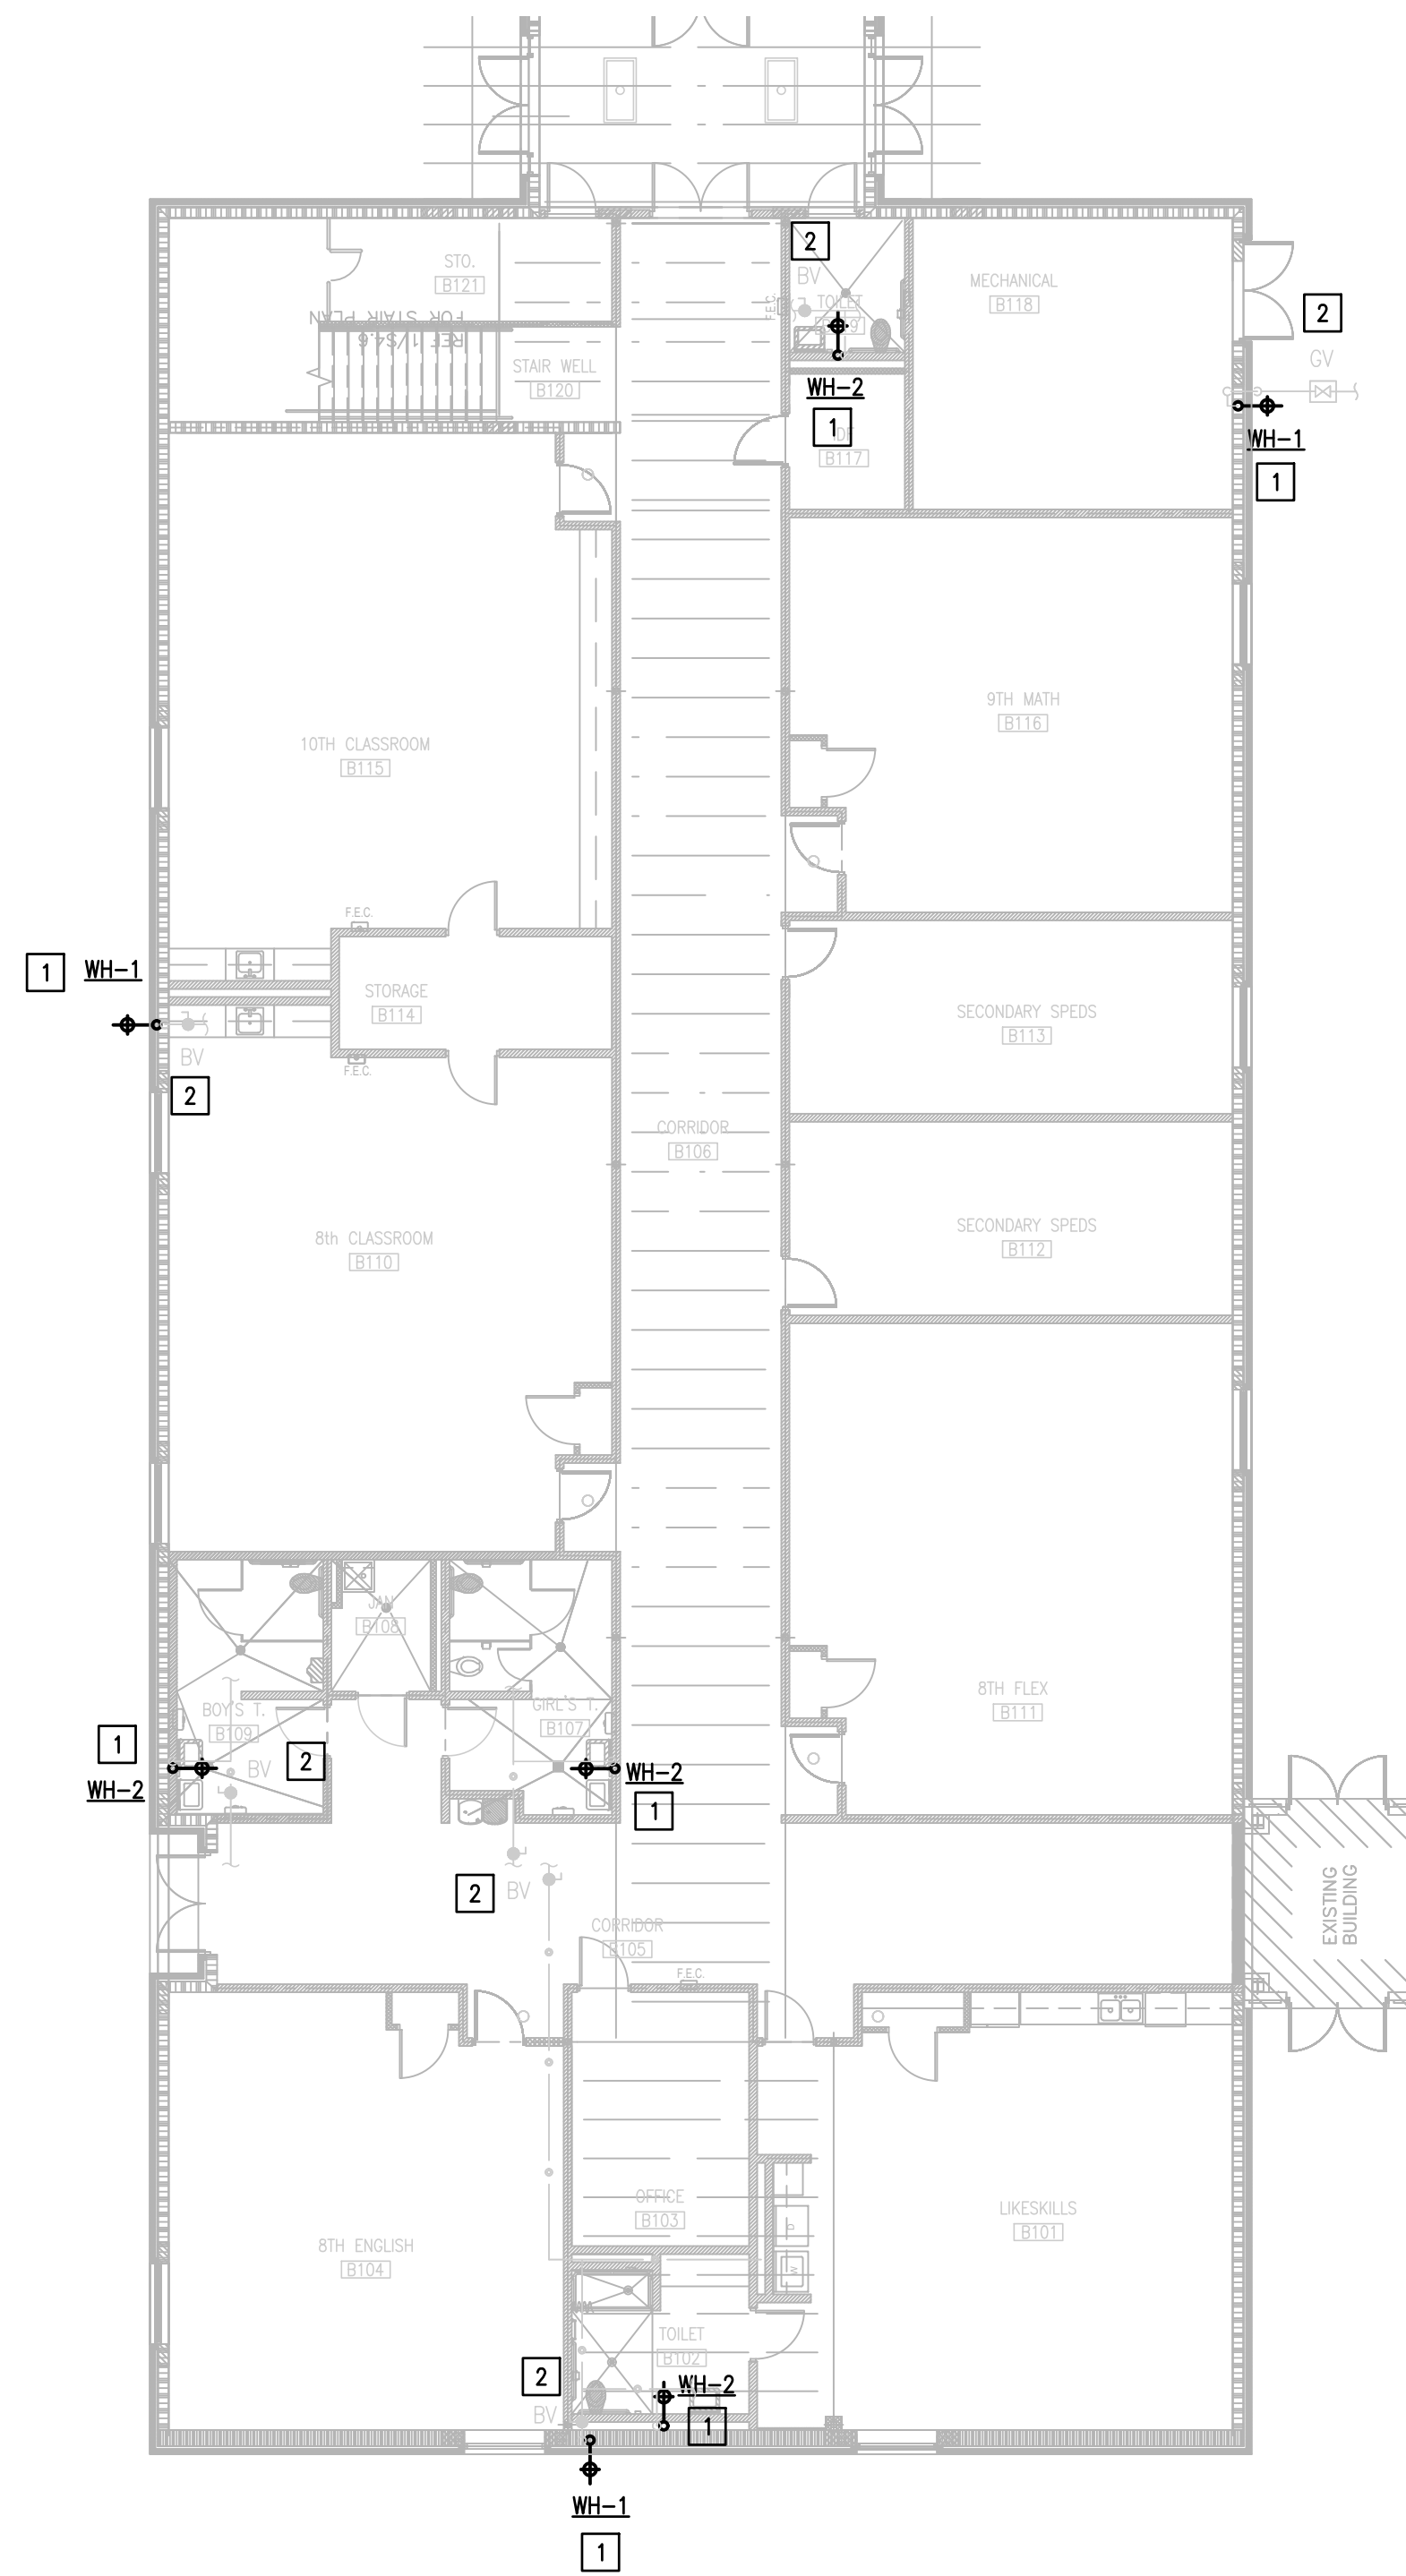 2
BV
STO.
B121
MECHANICAL
B118
F.E.C.
TOILET
2
REF 1/S4.6
FOR STAIR PLAN
STAIR WELL
B120
GV
WH-2
1
B117
WH-1
1
9TH MATH
B116
10TH CLASSROOM
B115
F.E.C.
1
WH-1
STORAGE
B114
SECONDARY SPEDS
B113
BV
F.E.C.
2
CORRIDOR
B106
SECONDARY SPEDS
B112
8th CLASSROOM
B110
JAN
B108
8TH FLEX
B111
BOY'S T.
B109
GIRL'S T.
B107
1
WH-2
BV
2
WH-2
1
2
BV
EXISTING
BUILDING
CORRIDOR
B105
F.E.C.
OFFICE
B103
LIKESKILLS
B101
8TH ENGLISH
B104
D
W
TOILET
B102
2
WH-2
BV
1
WH-1
1